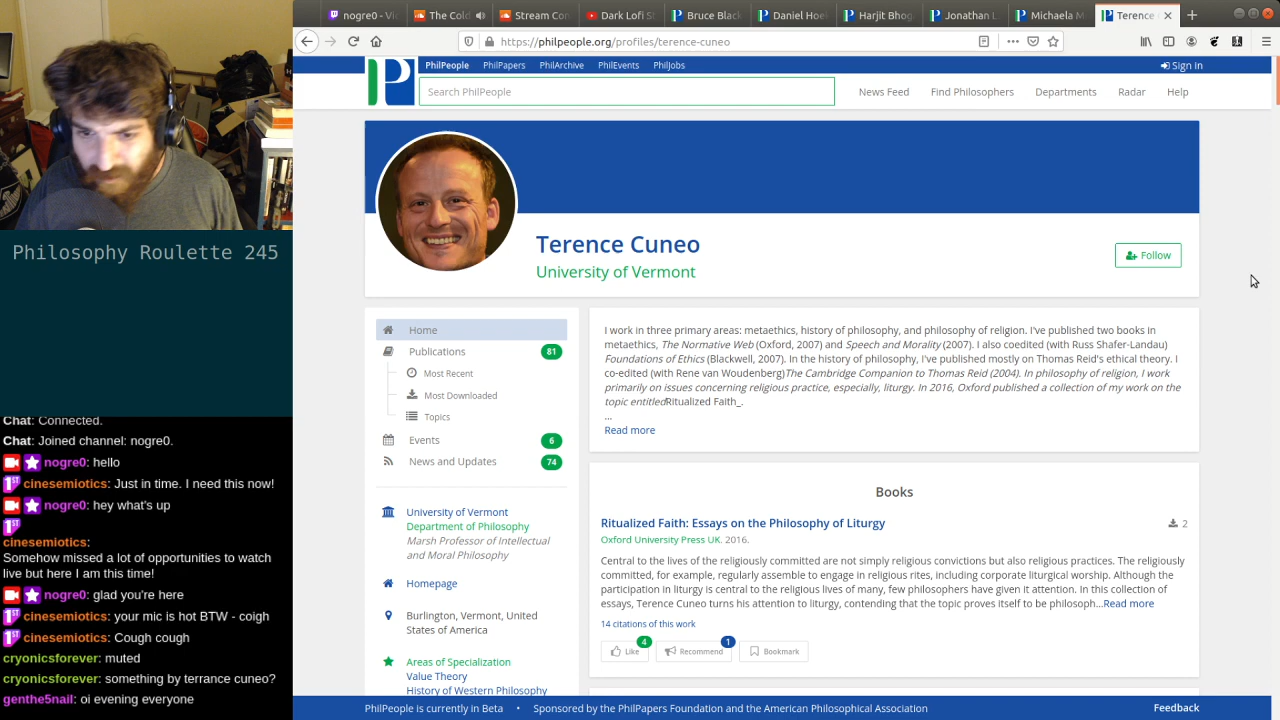 nogre0 - Vi
The Cold
Stream Con
Dark Lofi S
Bruce Black
Daniel Hoe
Harjit Bhog
Jonathan L
Michaela M
Terence C
https://philpeople.org/profiles/terence-cuneo
PhilPeople PhilPapers PhilArchive PhilEvents PhilJobs
Sign in
Search PhilPeople
News Feed Find Philosophers Departments Radar Help
Terence Cuneo
University of Vermont
Follow
Philosophy Roulette 245
Chat: Connected.
Chat: Joined channel: nogre0.
nogre0: hello
cinesemiotics: Just in time. I need this now!
nogre0: hey what's up
cinesemiotics:
Somehow missed a lot of opportunities to watch
live but here I am this time!
nogre0: glad you're here
cinesemiotics: your mic is hot BTW - coigh
cinesemiotics: Cough cough
cryonicsforever: muted
cryonicsforever: something by terrance cuneo?
genthe5nail: oi evening everyone
Home
Publications 81
Most Recent
Most Downloaded
Topics
Events 6
News and Updates 74
University of Vermont
Department of Philosophy
Marsh Professor of Intellectual
and Moral Philosophy
Homepage
Burlington, Vermont, United
States of America
Areas of Specialization
Value Theory
History of Western Philosophy
I work in three primary areas: metaethics, history of philosophy, and philosophy of religion. I've published two books in
metaethics, The Normative Web (Oxford, 2007) and Speech and Morality (2007). I also coedited (with Russ Shafer-Landau)
Foundations of Ethics (Blackwell, 2007). In the history of philosophy, I've published mostly on Thomas Reid's ethical theory. I
co-edited (with Rene van Woudenberg)The Cambridge Companion to Thomas Reid (2004). In philosophy of religion, I work
primarily on issues concerning religious practice, especially, liturgy. In 2016, Oxford published a collection of my work on the
topic entitledRitualized Faith_.
...
Read more
Books
Ritualized Faith: Essays on the Philosophy of Liturgy
2
Oxford University Press UK. 2016.
Central to the lives of the religiously committed are not simply religious convictions but also religious practices. The religiously
committed, for example, regularly assemble to engage in religious rites, including corporate liturgical worship. Although the
participation in liturgy is central to the religious lives of many, few philosophers have given it attention. In this collection of
essays, Terence Cuneo turns his attention to liturgy, contending that the topic proves itself to be philosoph...Read more
14 citations of this work
Like 4
Recommend 1
Bookmark
PhilPeople is currently in Beta • Sponsored by the PhilPapers Foundation and the American Philosophical Association
Feedback